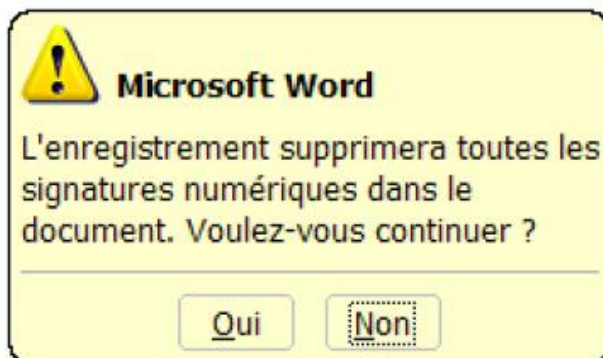 Microsoft Word
L'enregistrement supprimera toutes les
signatures numériques dans le
document. Voulez-vous continuer ?
Oui Non